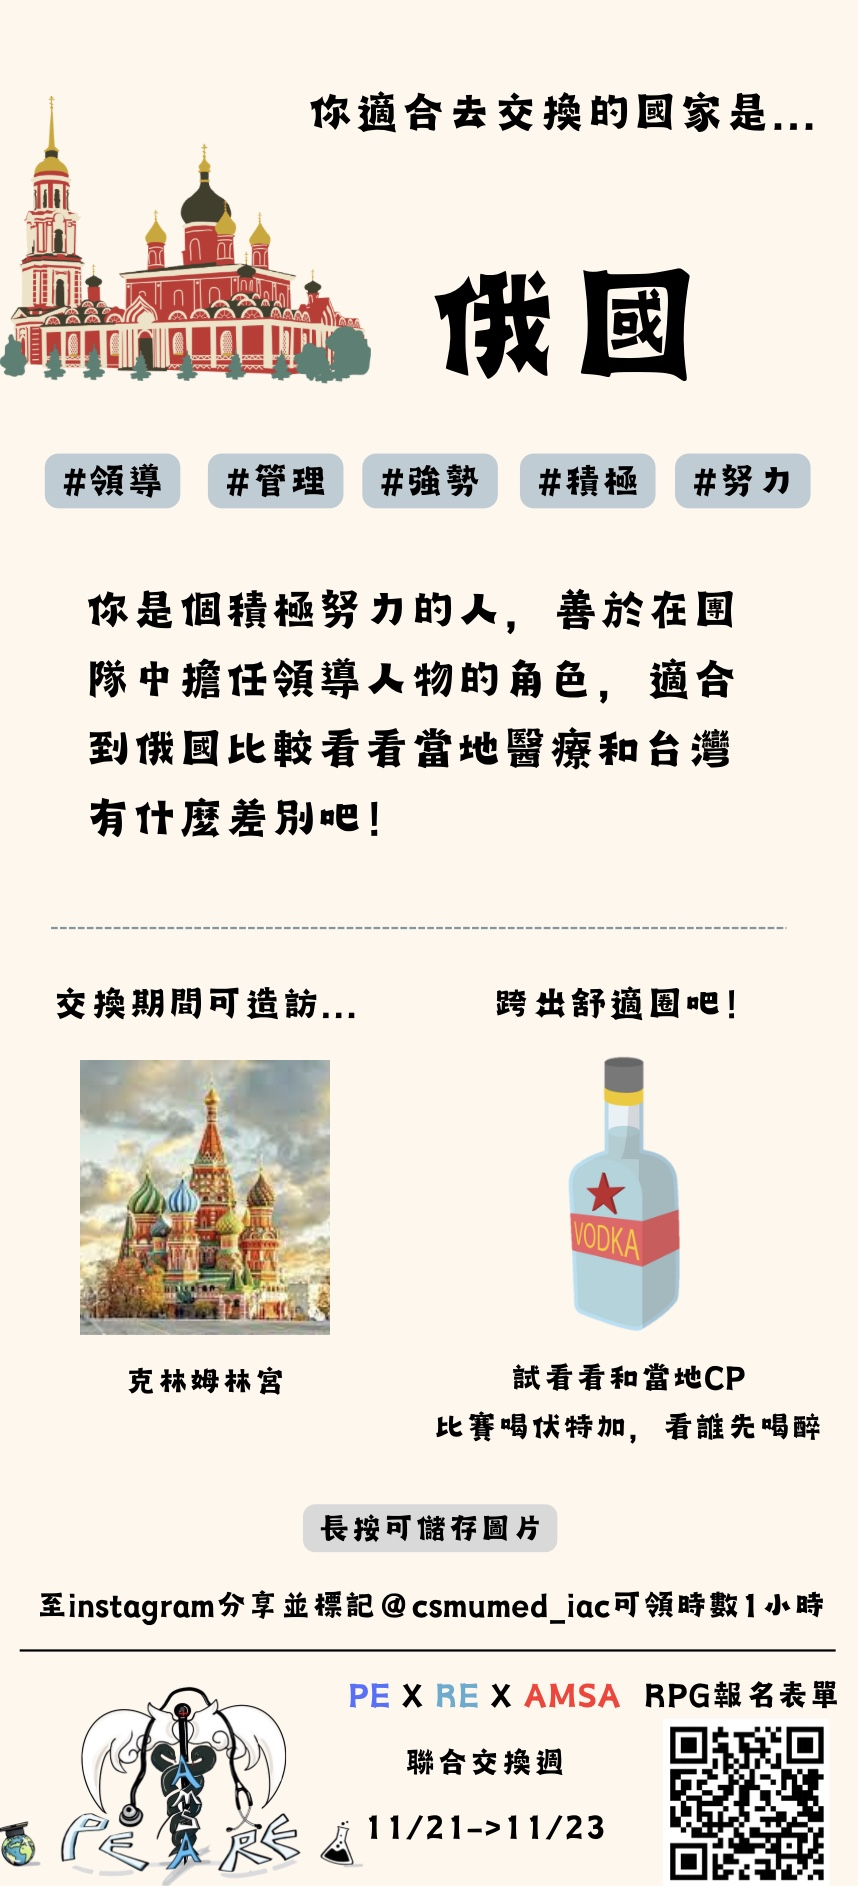 你適合去交換的國家是...
俄國
#領導 #管理 #強勢 #積極 #努力
你是個積極努力的人，善於在團
隊中擔任領導人物的角色，適合
到俄國比較看看當地醫療和台灣
有什麼差別吧！
交換期間可造訪...
跨出舒適圈吧！
VODKA
克林姆林宮
試看看和當地CP
比賽喝伏特加，看誰先喝醉
長按可儲存圖片
至instagram分享並標記@csmumed_iac可領時數1小時
PE X RE X AMSA
聯合交換週
11/21->11/23
RPG報名表單
AMSA
PE RE